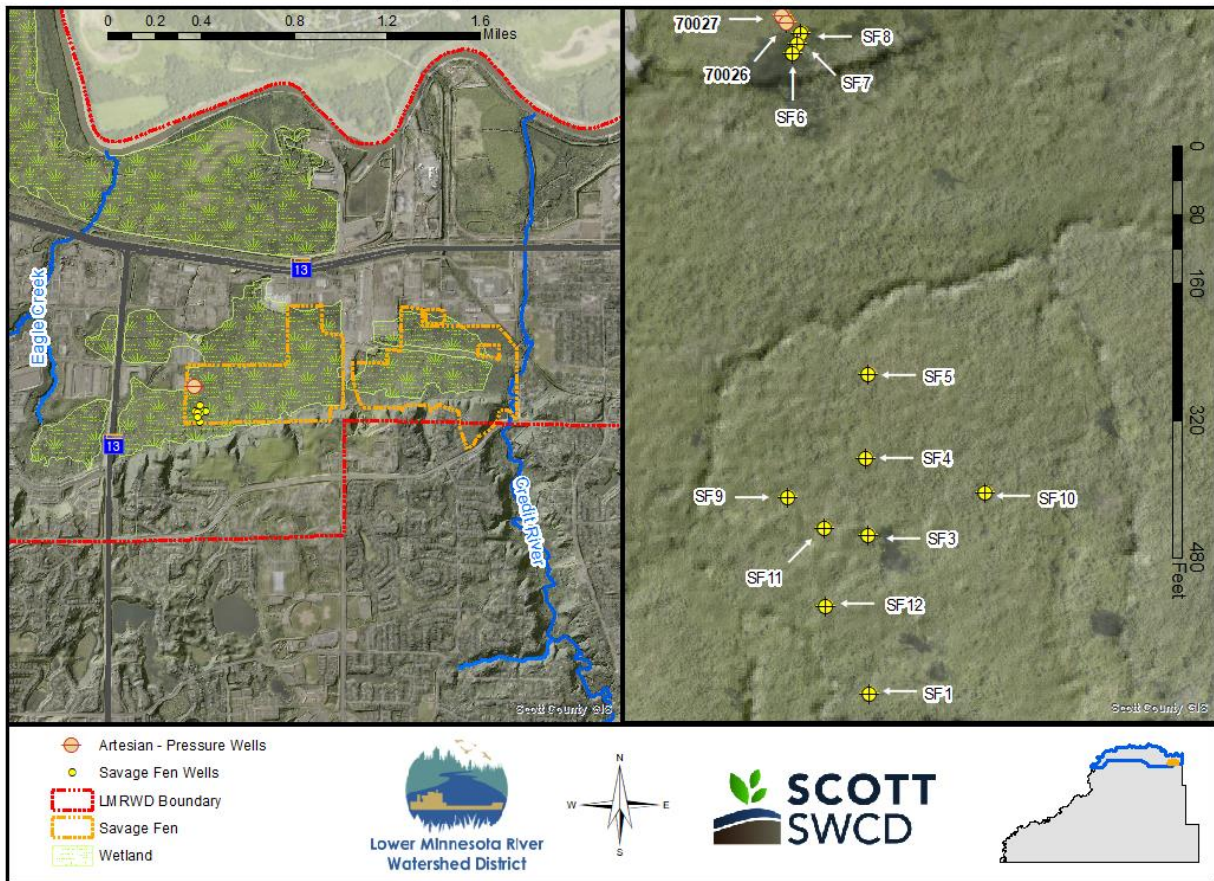 0 0.2 0.4 0.8 1.2 1.6
Miles
13
13
Eagle Creek
Credit River
Scott County GIS
70027
70026
SF8
SF7
SF6
0
80
160
320
480
Feet
SF5
SF4
SF9
SF10
SF3
SF11
SF12
SF1
Scott County GIS
Artesian - Pressure Wells
Savage Fen Wells
LMRWD Boundary
Savage Fen
Wetland
Lower Minnesota River
Watershed District
N
W E
S
SCOTT
SWCD